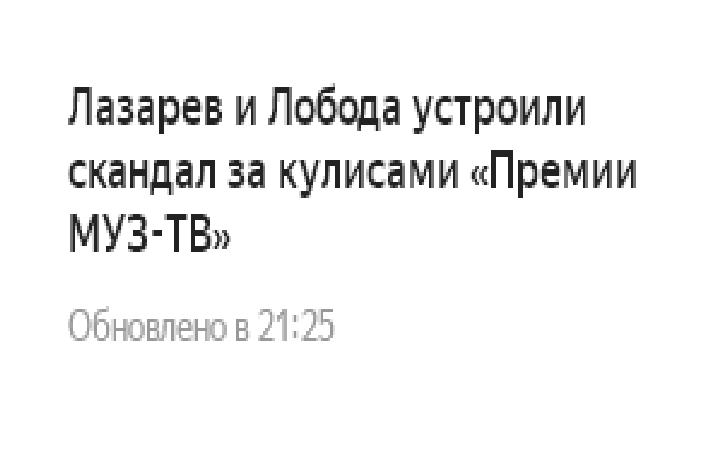 Лазарев и Лобода устроили
скандал за кулисами «Премии
МУЗ-ТВ»
Обновлено в 21:25